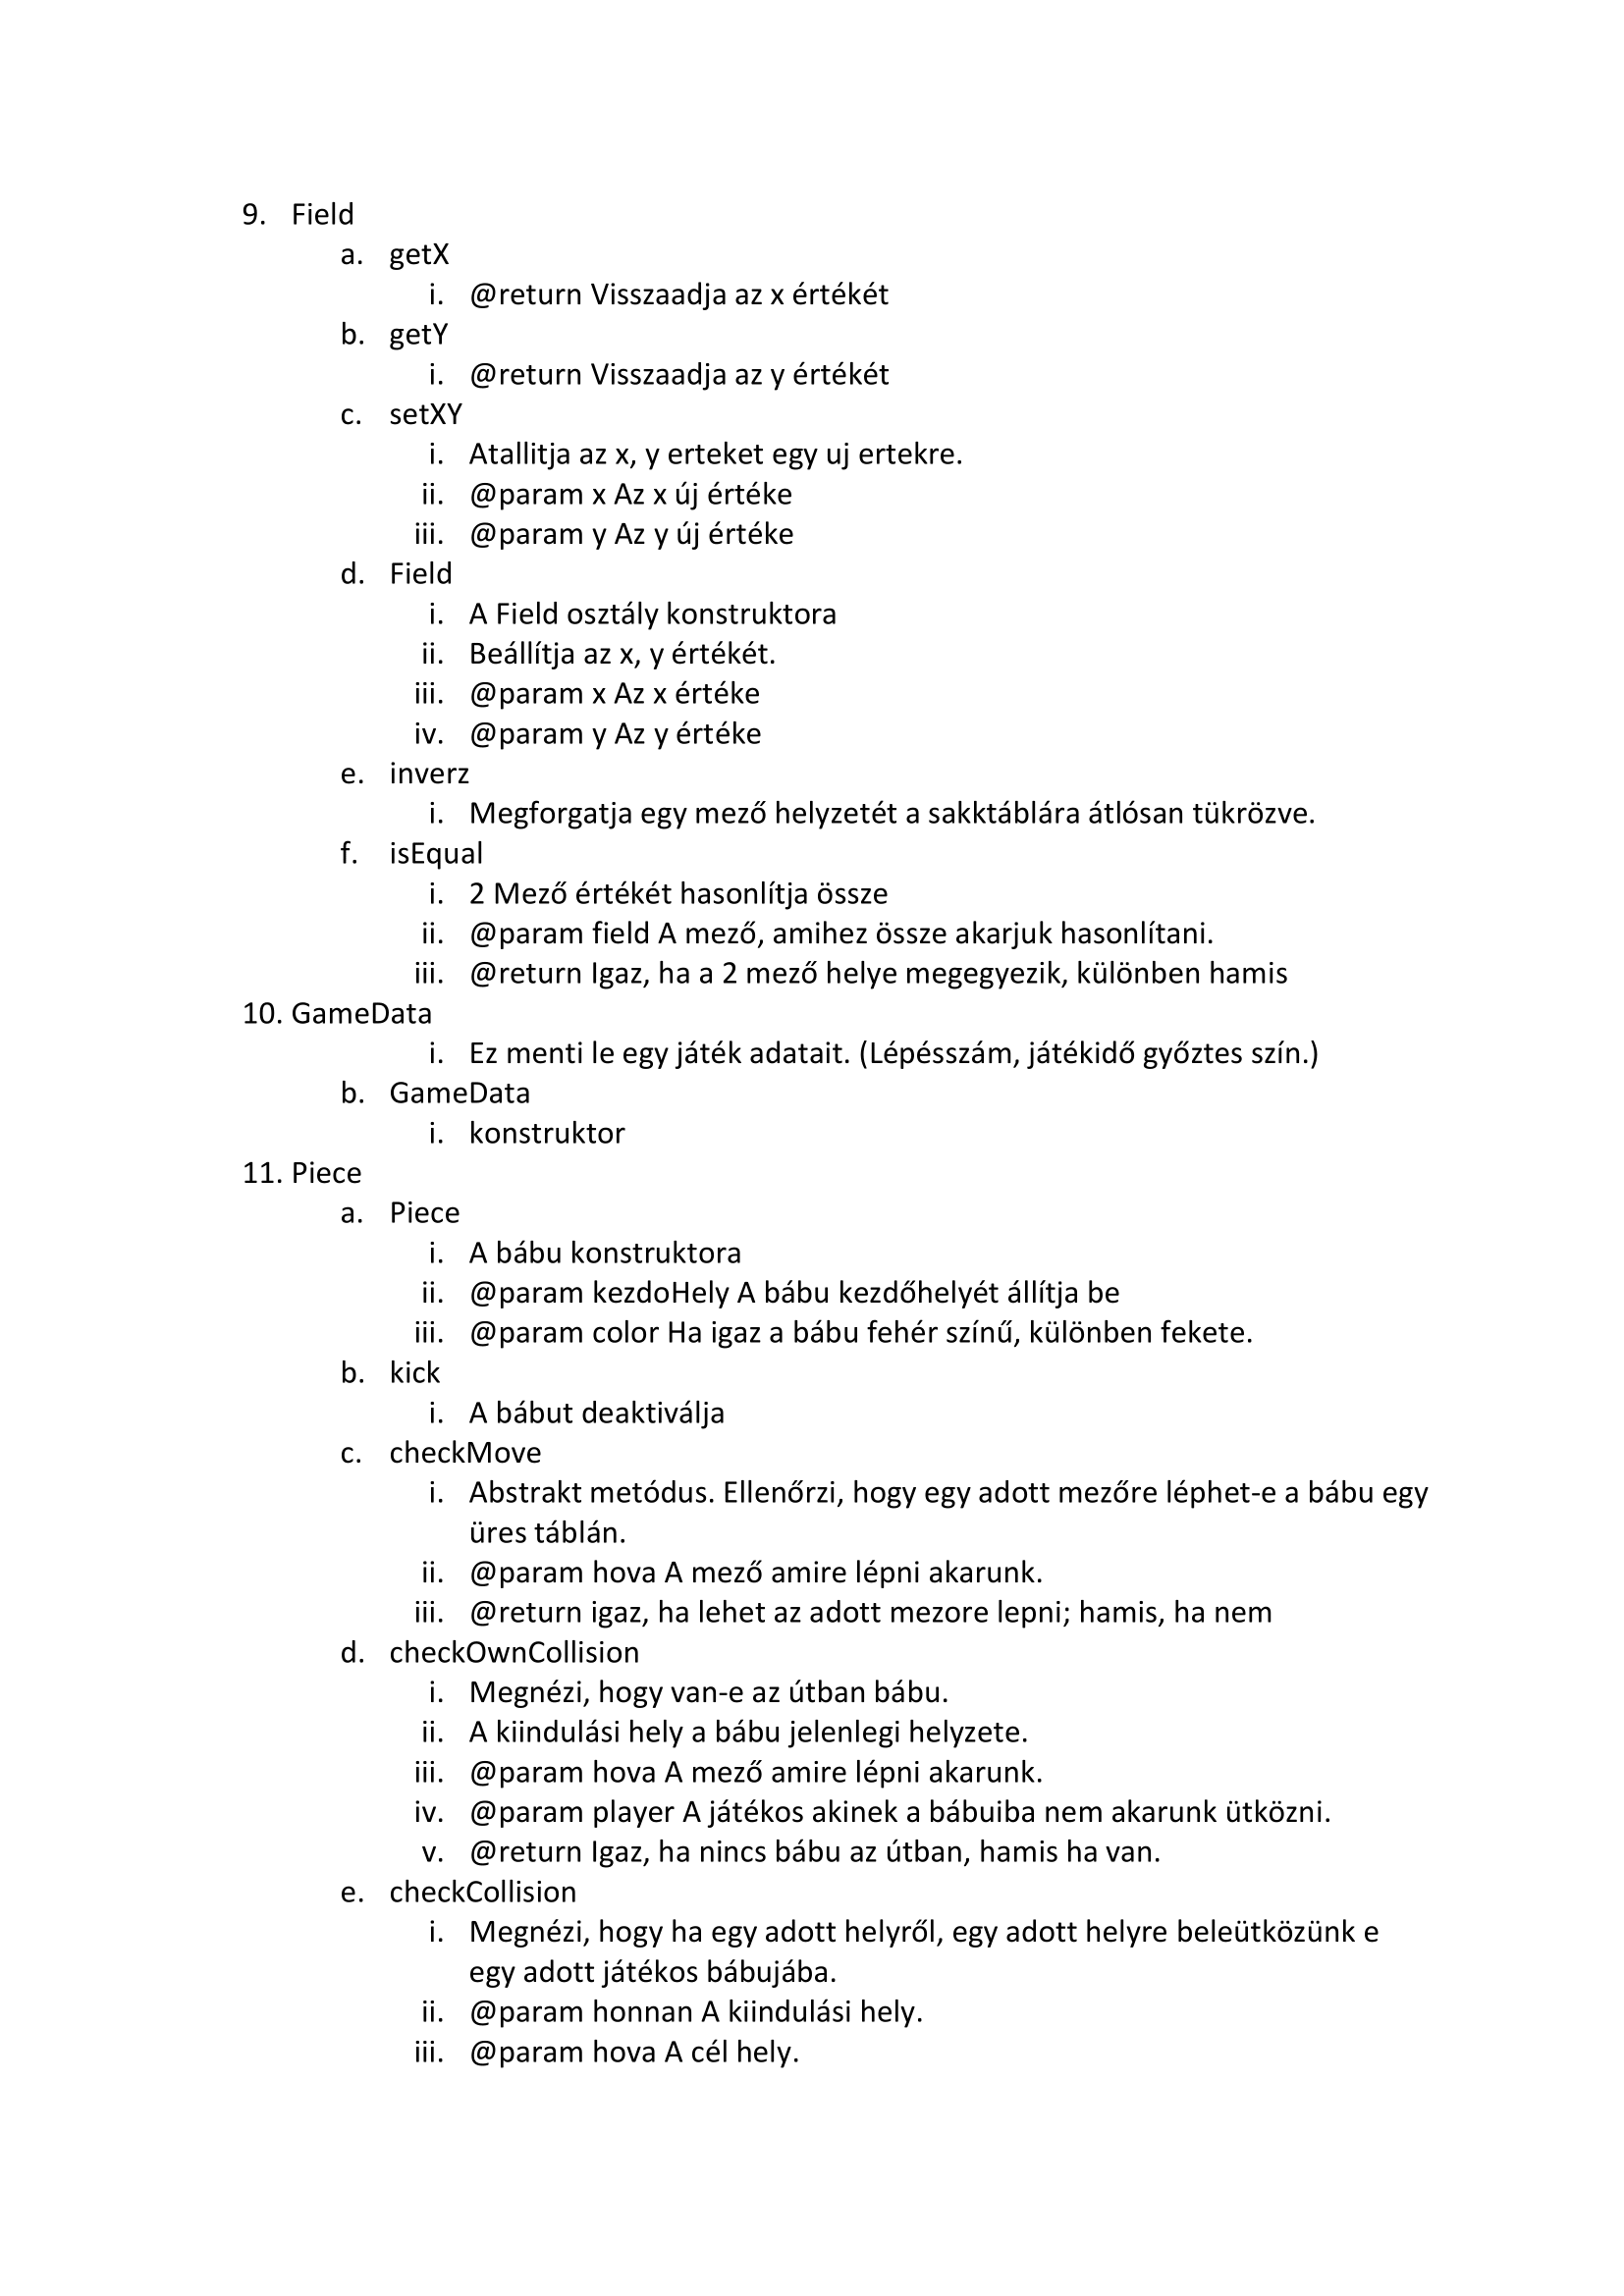 9. Field
a. getX
i. @return Visszaadja az x értékét
b. getY
i. @return Visszaadja az y értékét
c. setXY
i. Atallitja az x, y erteket egy uj ertekre.
ii. @param x Az x új értéke
iii. @param y Az y új értéke
d. Field
i. A Field osztály konstruktora
ii. Beállítja az x, y értékét.
iii. @param x Az x értéke
iv. @param y Az y értéke
e. inverz
i. Megforgatja egy mező helyzetét a sakktáblára átlósan tükrözve.
f. isEqual
i. 2 Mező értékét hasonlítja össze
ii. @param field A mező, amihez össze akarjuk hasonlítani.
iii. @return Igaz, ha a 2 mező helye megegyezik, különben hamis
10. GameData
i. Ez menti le egy játék adatait. (Lépésszám, játékidő győztes szín.)
b. GameData
i. konstruktor
11. Piece
a. Piece
i. A bábu konstruktora
ii. @param kezdoHely A bábu kezdőhelyét állítja be
iii. @param color Ha igaz a bábu fehér színű, különben fekete.
b. kick
i. A bábut deaktiválja
c. checkMove
i. Abstrakt metódus. Ellenőrzi, hogy egy adott mezőre léphet-e a bábu egy
üres táblán.
ii. @param hova A mező amire lépni akarunk.
iii. @return igaz, ha lehet az adott mezore lepni; hamis, ha nem
d. checkOwnCollision
i. Megnézi, hogy van-e az útban bábu.
ii. A kiindulási hely a bábu jelenlegi helyzete.
iii. @param hova A mező amire lépni akarunk.
iv. @param player A játékos akinek a bábuiba nem akarunk ütközni.
v. @return Igaz, ha nincs bábu az útban, hamis ha van.
e. checkCollision
i. Megnézi, hogy ha egy adott helyről, egy adott helyre beleütközünk e
egy adott játékos bábujába.
ii. @param honnan A kiindulási hely.
iii. @param hova A cél hely.